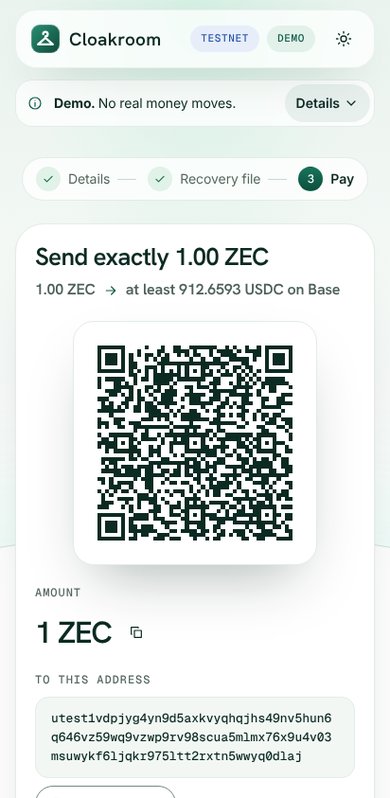 Cloakroom
TESTNET
DEMO
Demo. No real money moves.
Details
Details
Recovery file
3
Pay
Send exactly 1.00 ZEC
1.00 ZEC → at least 912.6593 USDC on Base
AMOUNT
1 ZEC
TO THIS ADDRESS
utest1vdpjyg4yn9d5axkvyqhqjhs49nv5hun6
q646vz59wq9vzwp9rv98scua5mlmx76x9u4v03
msuwykf6ljqkr975ltt2rxtn5wwyq0dlaj